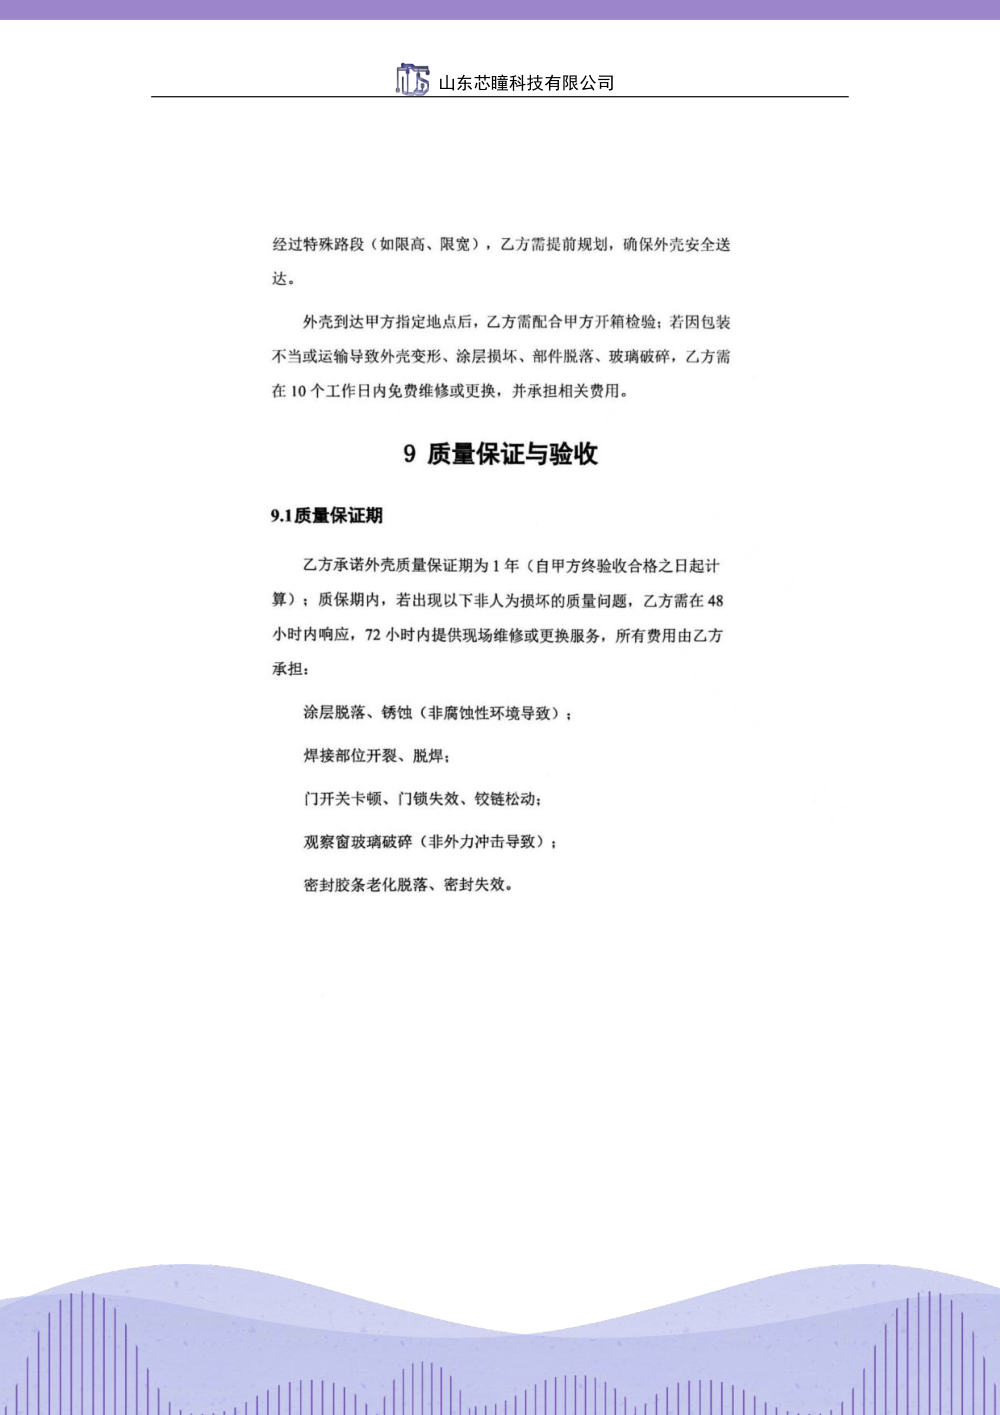 山东芯瞳科技有限公司
经过特殊路段（如限高、限宽），乙方需提前规划，确保外壳安全送
达。
外壳到达甲方指定地点后，乙方需配合甲方开箱检验；若因包装
不当或运输导致外壳变形、涂层损坏、部件脱落、玻璃破碎，乙方需
在 10 个工作日内免费维修或更换，并承担相关费用。
9 质量保证与验收
9.1质量保证期
乙方承诺外壳质量保证期为 1 年（自甲方终验收合格之日起计
算）；质保期内，若出现以下非人为损坏的质量问题，乙方需在 48
小时内响应，72 小时内提供现场维修或更换服务，所有费用由乙方
承担：
涂层脱落、锈蚀（非腐蚀性环境导致）；
焊接部位开裂、脱焊；
门开关卡顿、门锁失效、铰链松动；
观察窗玻璃破碎（非外力冲击导致）；
密封胶条老化脱落、密封失效。